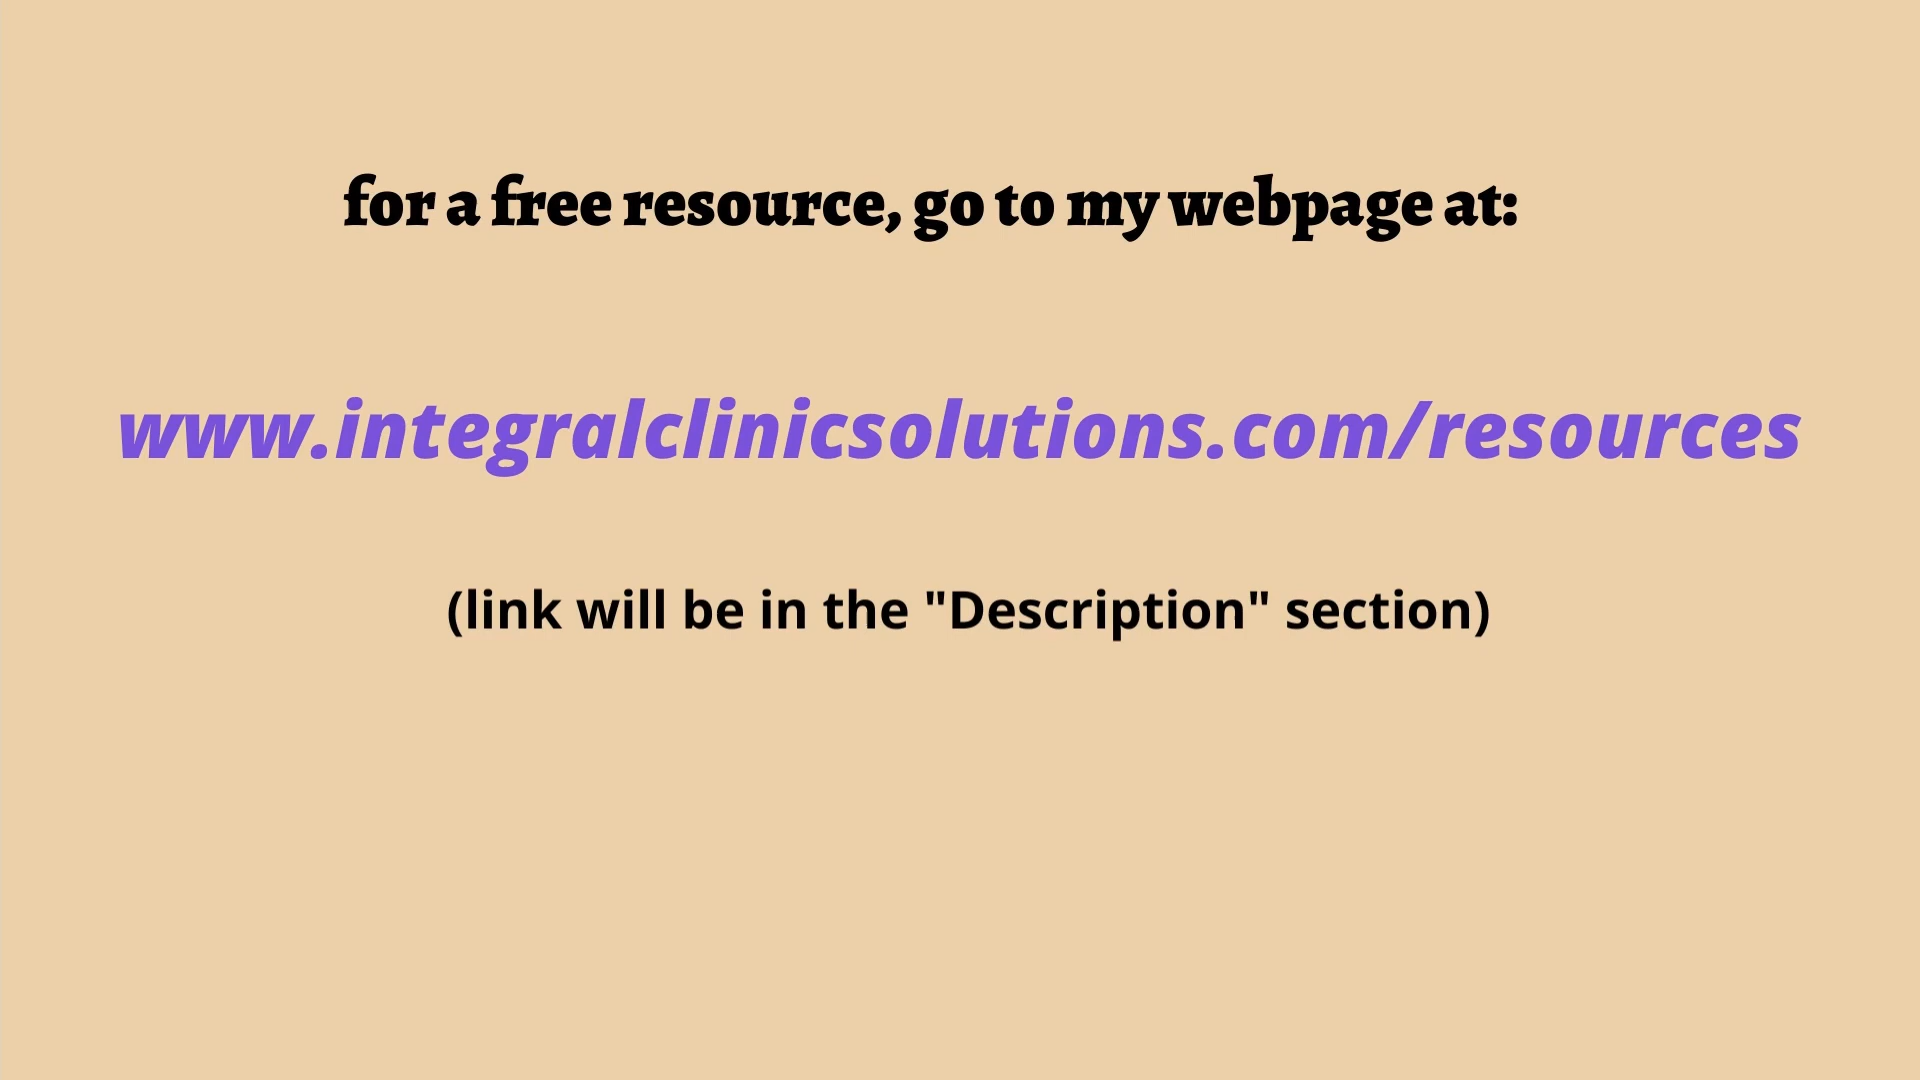 for a free resource, go to my webpage at:
www.integralclinicsolutions.com/resources
(link will be in the "Description" section)